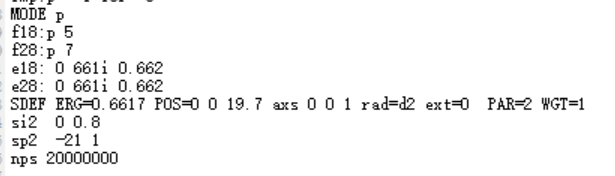 MODE p
f18:p 5
f28:p 7
e18: 0 661i 0.662
e28: 0 661i 0.662
SDEF ERG=0.6617 POS=0 0 19.7 axs 0 0 1 rad=d2 ext=0 PAR=2 WGT=1
si2 0 0.8
sp2 -21 1
nps 20000000